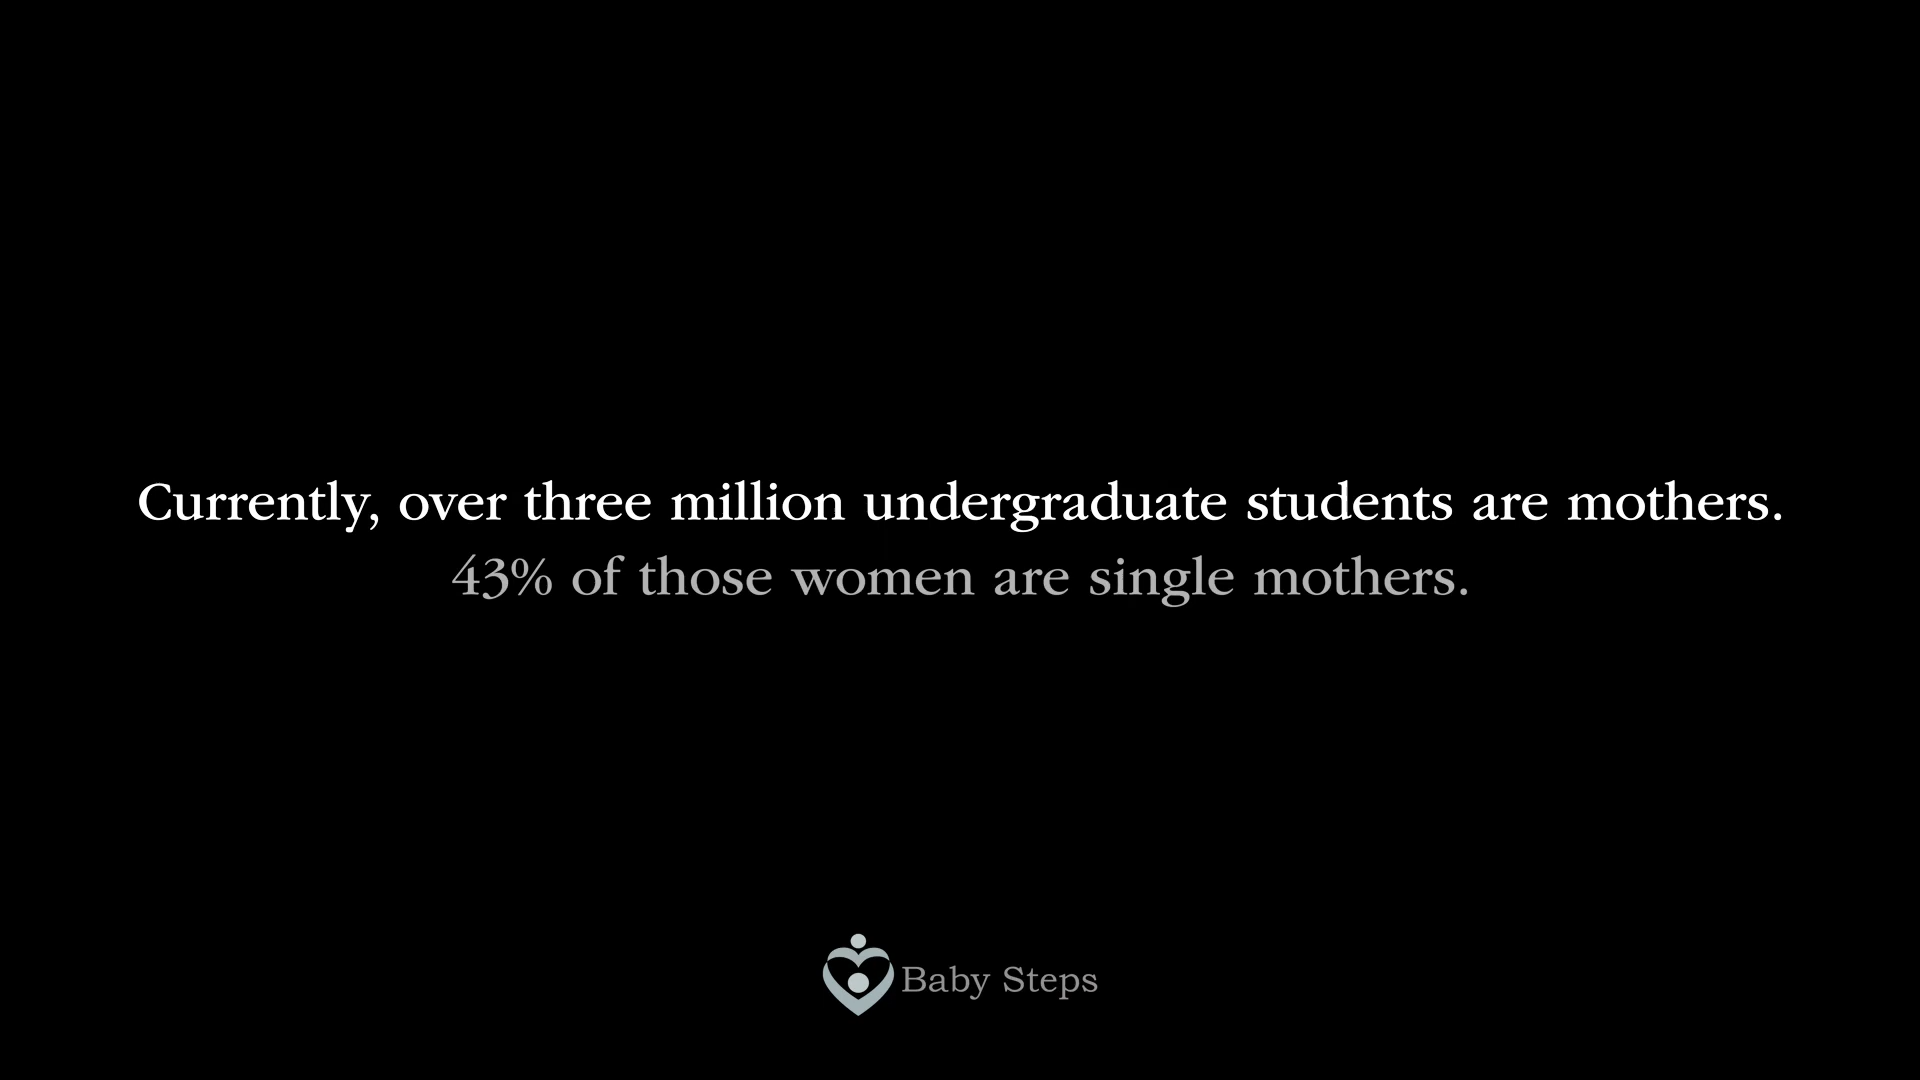 Currently, over three million undergraduate students are mothers.
43% of those women are single mothers.
Baby Steps